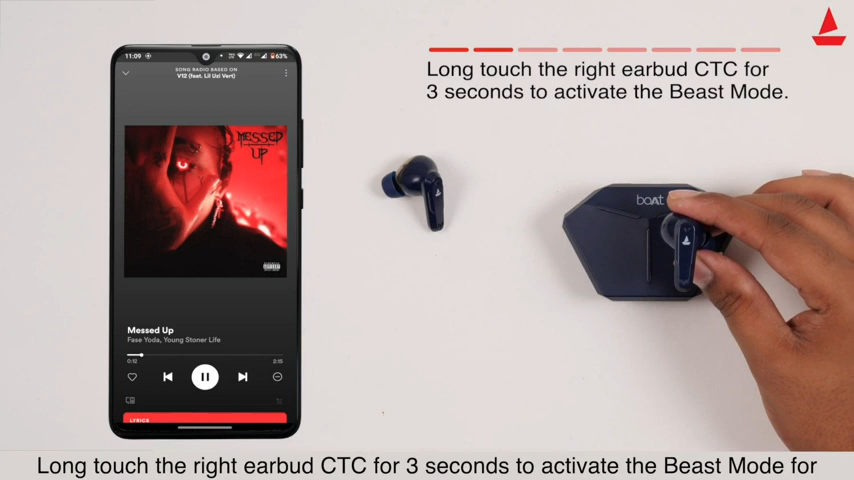 11:09
63%
SONG RADIO BASED ON
V12 (feat. Lil Uzi Vert)
MESSED
UP
Messed Up
Fase Yoda, Young Stoner Life
0:12
2:15
LYRICS
Long touch the right earbud CTC for
3 seconds to activate the Beast Mode.
boAt
Long touch the right earbud CTC for 3 seconds to activate the Beast Mode for